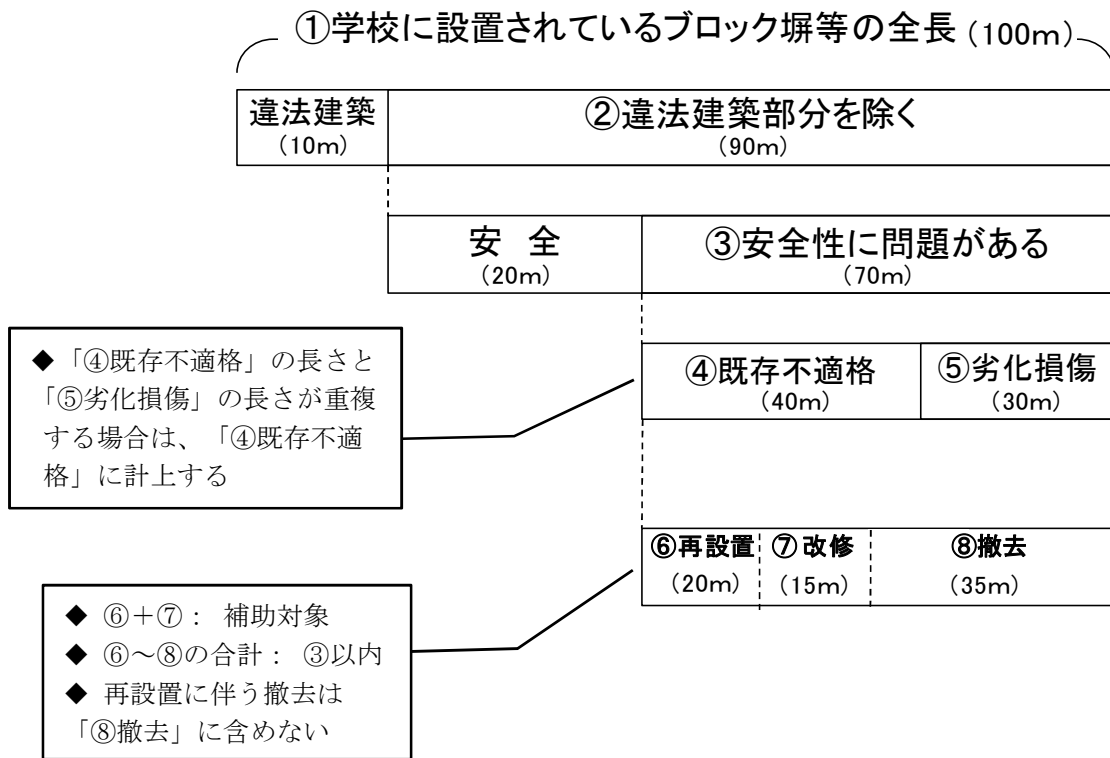 ①学校に設置されているブロック塀等の全長(100m)
違法建築
(10m)
②違法建築部分を除く
(90m)
安 全
(20m)
③安全性に問題がある
(70m)
◆「④既存不適格」の長さと
「⑤劣化損傷」の長さが重複
する場合は、「④既存不適
格」に計上する
④既存不適格
(40m)
⑤劣化損傷
(30m)
⑥再設置
(20m)
⑦改修
(15m)
⑧撤去
(35m)
◆ ⑥+⑦: 補助対象
◆ ⑥~⑧の合計: ③以内
◆ 再設置に伴う撤去は
「⑧撤去」に含めない